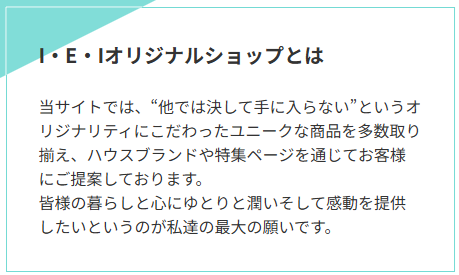 I・E・Iオリジナルショップとは
当サイトでは、“他では決して手に入らない”というオ
リジナリティにこだわったユニークな商品を多数取り
揃え、ハウスブランドや特集ページを通じてお客様
にご提案しております。
皆様の暮らしと心にゆとりと潤いそして感動を提供
したいというのが私達の最大の願いです。